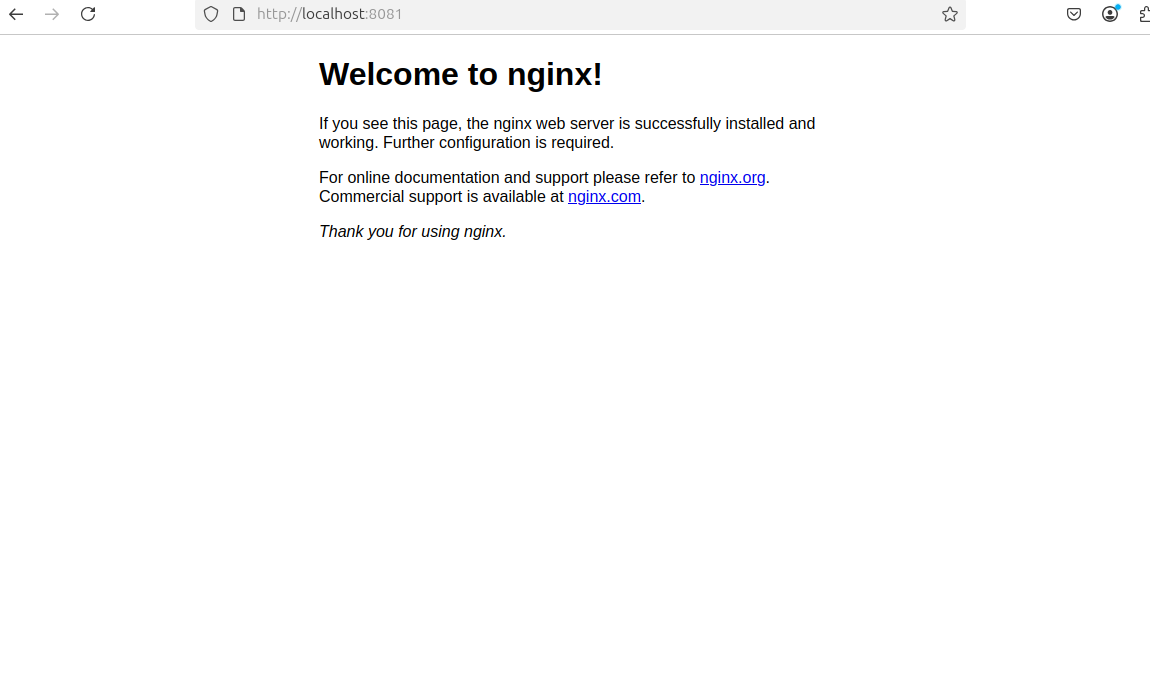 http://localhost:8081
Welcome to nginx!
If you see this page, the nginx web server is successfully installed and
working. Further configuration is required.
For online documentation and support please refer to nginx.org.
Commercial support is available at nginx.com.
Thank you for using nginx.